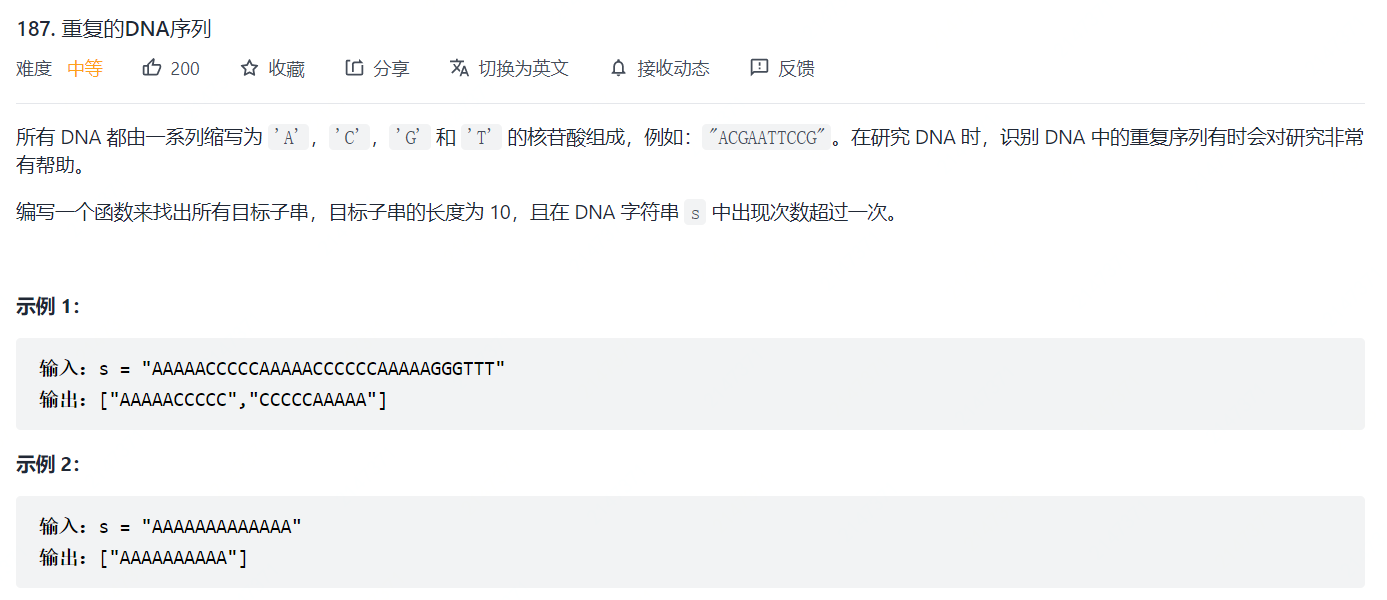 187. 重复的DNA序列
难度 中等 200 收藏 分享 切换为英文 接收动态 反馈
所有 DNA 都由一系列缩写为 'A'，'C'，'G' 和 'T' 的核苷酸组成，例如："ACGAATTCCG"。在研究 DNA 时，识别 DNA 中的重复序列有时会对研究非常
有帮助。
编写一个函数来找出所有目标子串，目标子串的长度为 10，且在 DNA 字符串 s 中出现次数超过一次。
示例 1：
输入：s = "AAAAACCCCCAAAAACCCCCCAAAAAGGGTTT"
输出：["AAAAACCCCC","CCCCCAAAAA"]
示例 2：
输入：s = "AAAAAAAAAAAAA"
输出：["AAAAAAAAAA"]